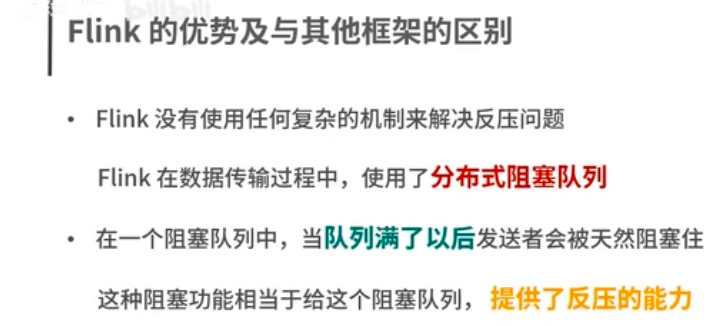 Flink 的优势及与其他框架的区别
• Flink 没有使用任何复杂的机制来解决反压问题
Flink 在数据传输过程中，使用了分布式阻塞队列
• 在一个阻塞队列中，当队列满了以后发送者会被天然阻塞住
这种阻塞功能相当于给这个阻塞队列， 提供了反压的能力